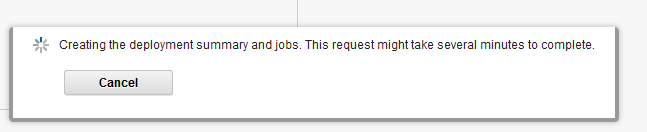 Creating the deployment summary and jobs. This request might take several minutes to complete.
Cancel